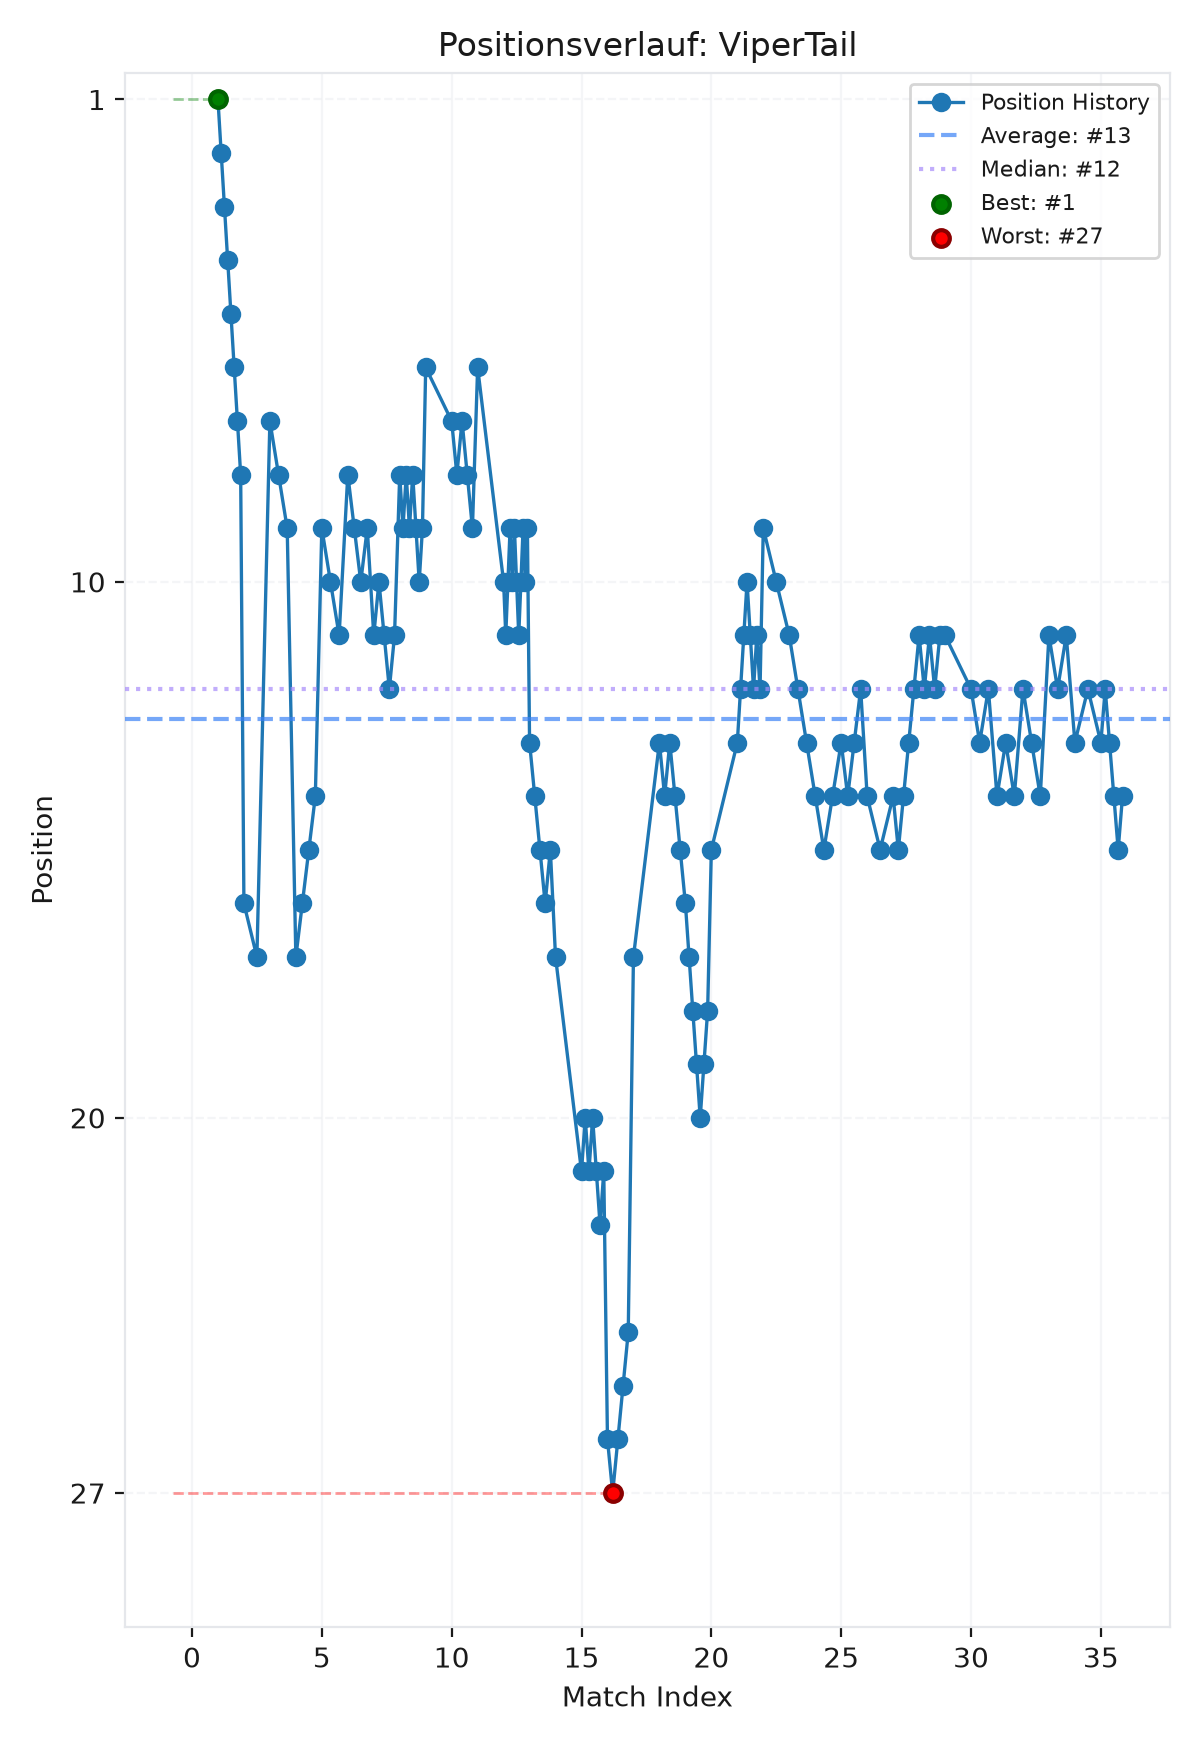 Positionsverlauf: ViperTail
Position History
Average: #13
Median: #12
Best: #1
Worst: #27
Position
1
10
20
27
0 5 10 15 20 25 30 35
Match Index